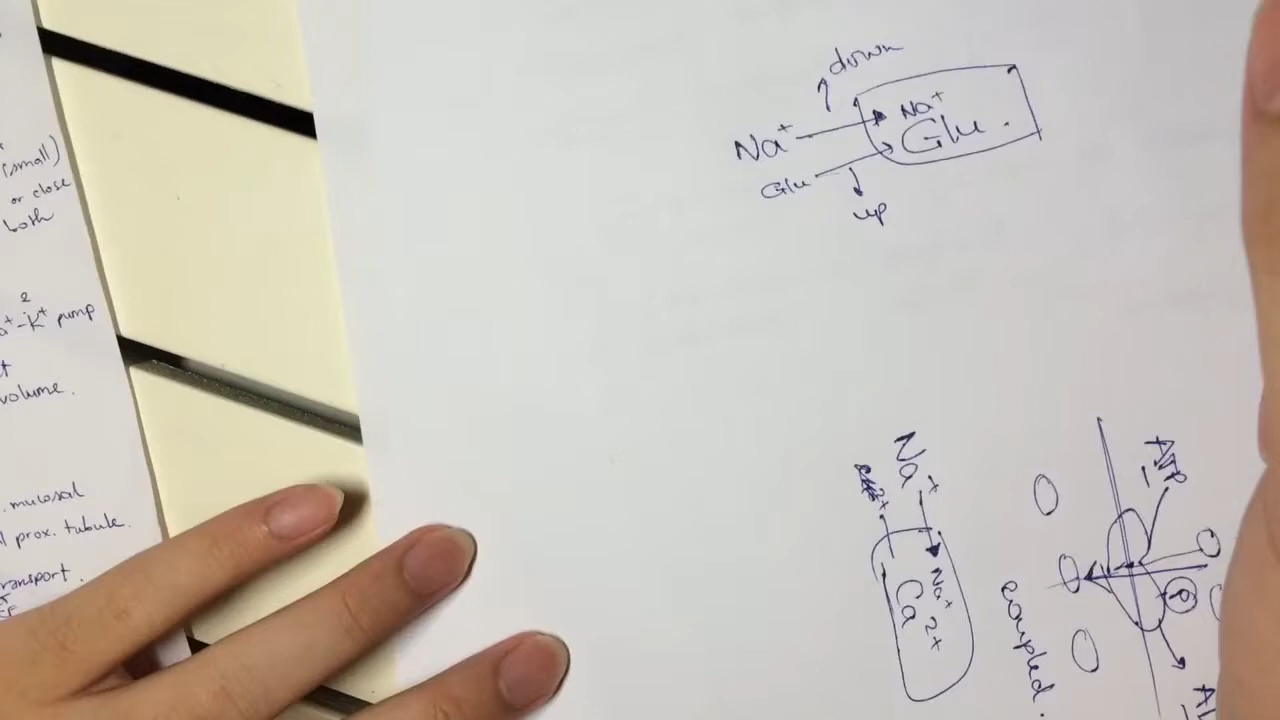 (small)
or close
both
2
a+-K+ pump
volume.
mucosal
prox. tubule.
ransport.
down
Na+
Na+
Glu.
Glu
up
Na+
Na+
Ca2+
ATP
P
coupled.